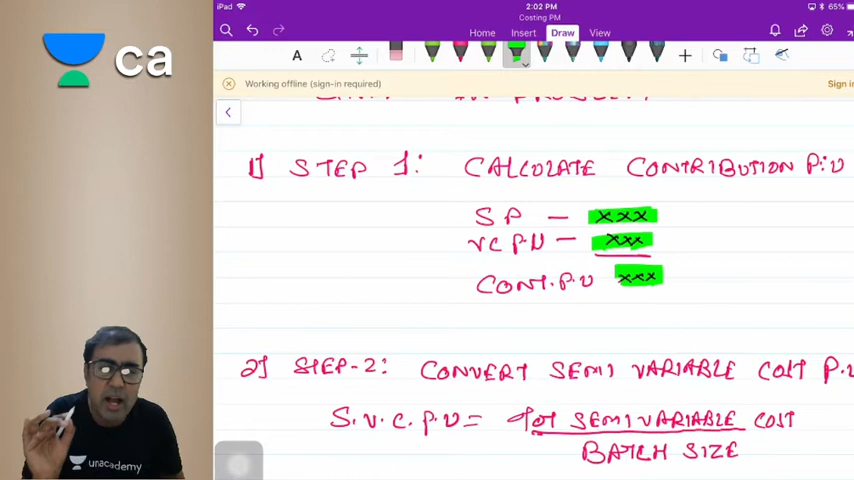 iPad
2:02 PM
65%
Costing PM
Home Insert Draw View
A
Working offline (sign-in required)
Sign in
ca
1] STEP 1: CALCULATE CONTRIBUTION P.U
SP - xxx
VC P.U - xxx
CONT.P.U xxx
2] STEP-2: CONVERT SEMI VARIABLE COST P.U
S.V.C.P.U = Tot SEMI VARIABLE COST
BATCH SIZE
unacademy